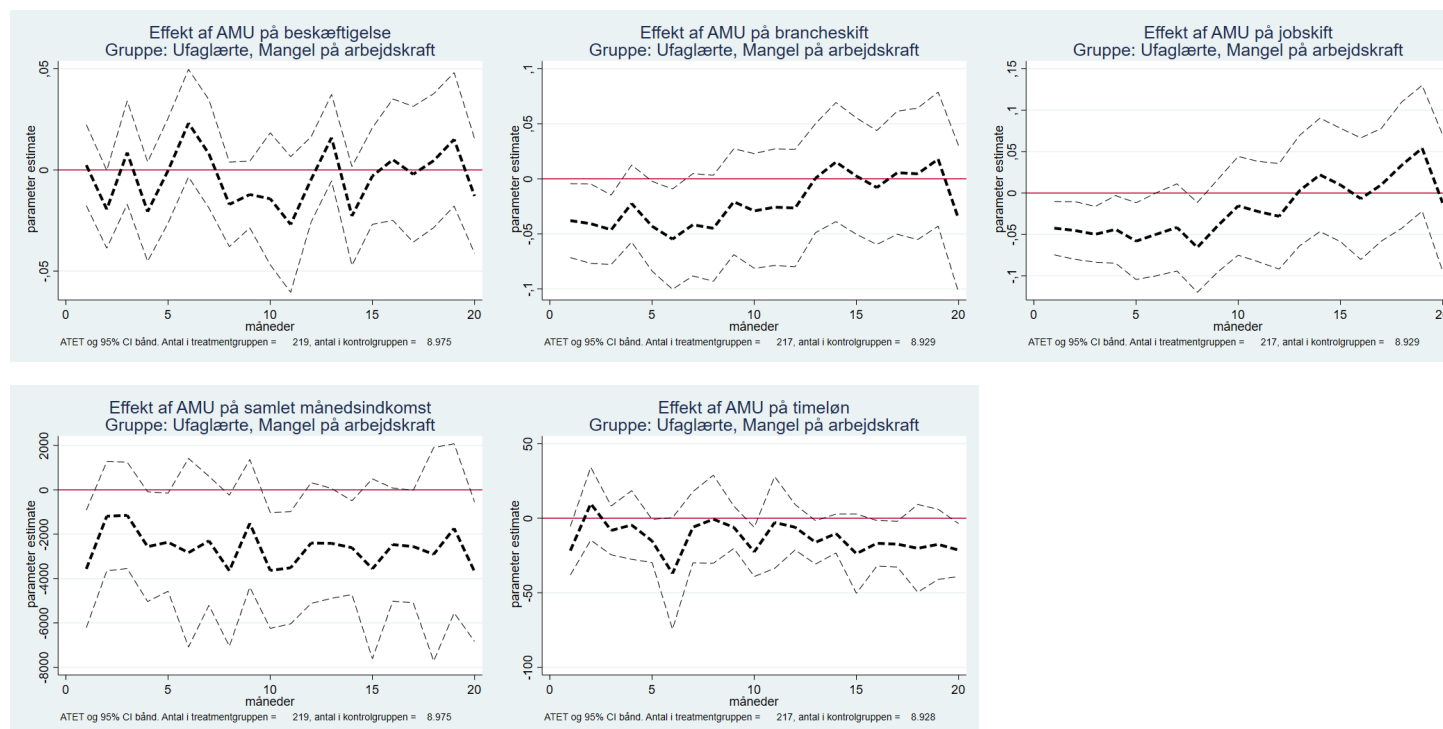 Effekt af AMU på beskæftigelse
Gruppe: Ufaglærte, Mangel på arbejdskraft
parameter estimate
,05
0
-,05
0
5
10
15
20
måneder
ATET og 95% CI bånd. Antal i treatmentgruppen = 219, antal i kontrolgruppen = 8.975
Effekt af AMU på brancheskift
Gruppe: Ufaglærte, Mangel på arbejdskraft
parameter estimate
,1
,05
0
-,05
-,1
0
5
10
15
20
måneder
ATET og 95% CI bånd. Antal i treatmentgruppen = 217, antal i kontrolgruppen = 8.929
Effekt af AMU på jobskift
Gruppe: Ufaglærte, Mangel på arbejdskraft
parameter estimate
,15
,1
,05
0
-,05
-,1
0
5
10
15
måneder
ATET og 95% CI bånd. Antal i treatmentgruppen = 217, antal i kontrolgruppen = 8.929
Effekt af AMU på samlet månedsindkomst
Gruppe: Ufaglærte, Mangel på arbejdskraft
parameter estimate
2000
0
-2000
-4000
-6000
-8000
0
5
10
15
20
måneder
ATET og 95% CI bånd. Antal i treatmentgruppen = 219, antal i kontrolgruppen = 8.975
Effekt af AMU på timeløn
Gruppe: Ufaglærte, Mangel på arbejdskraft
parameter estimate
50
0
-50
-100
0
5
10
15
20
måneder
ATET og 95% CI bånd. Antal i treatmentgruppen = 217, antal i kontrolgruppen = 8.928